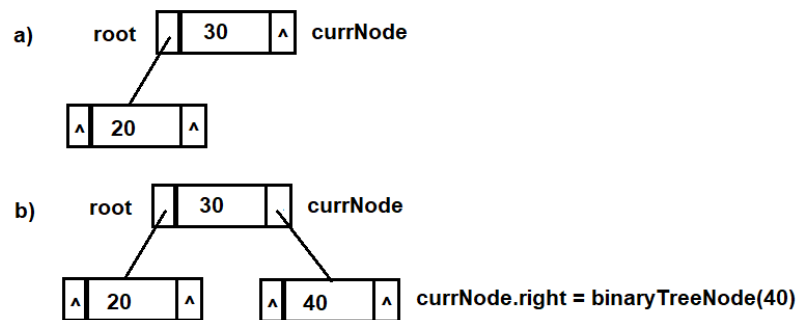 a) root 30 ^ currNode
^ 20 ^
b) root 30 currNode
^ 20 ^ ^ 40 ^ currNode.right = binaryTreeNode(40)